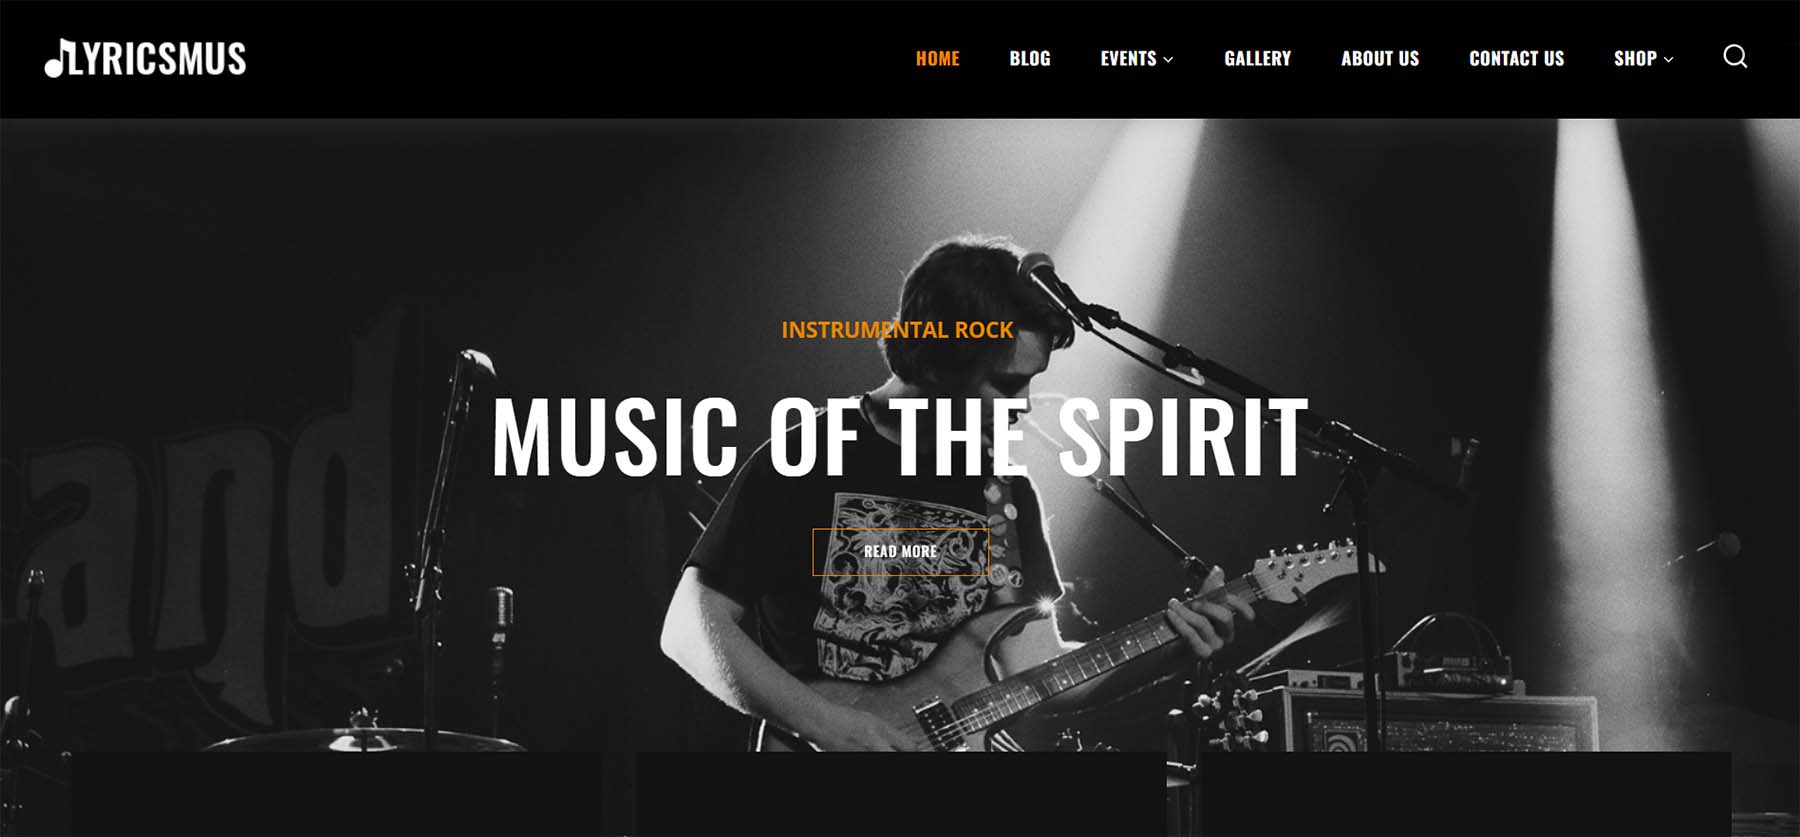 LYRICSMUS
HOME BLOG EVENTS GALLERY ABOUT US CONTACT US SHOP
INSTRUMENTAL ROCK
MUSIC OF THE SPIRIT
and
READ MORE